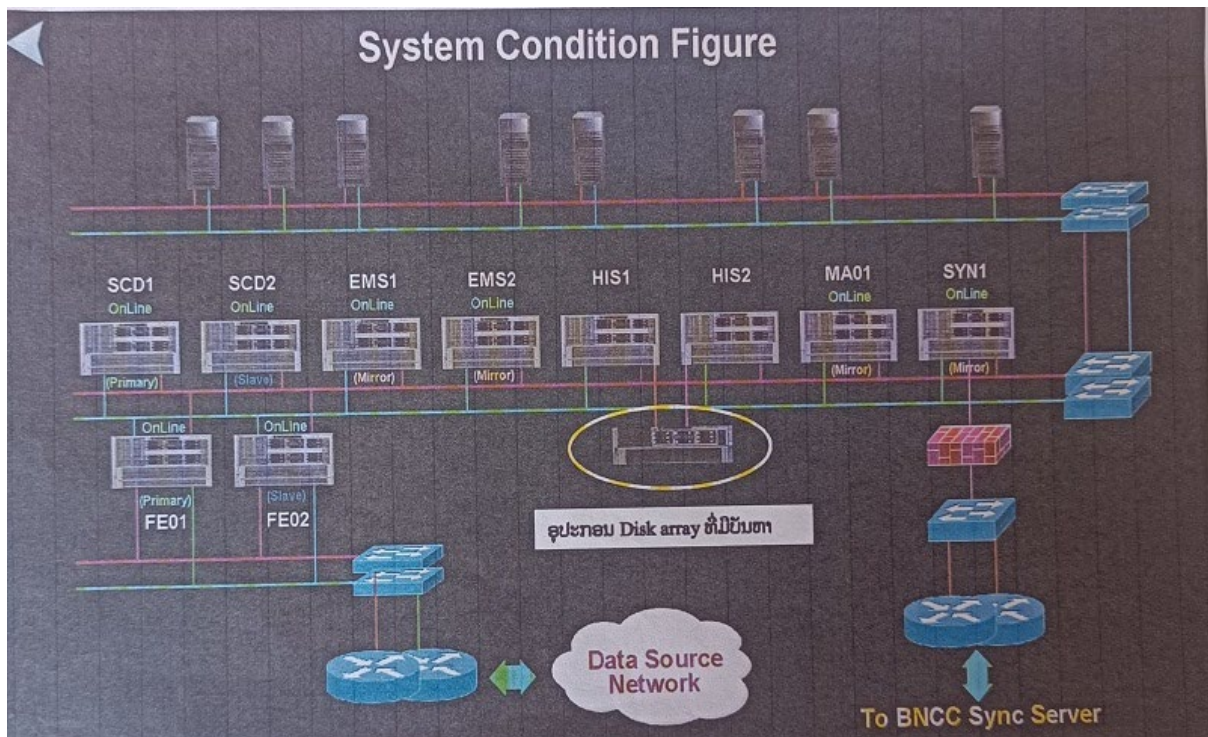 System Condition Figure
SCD1
SCD2
EMS1
EMS2
HIS1
HIS2
MA01
SYN1
OnLine
OnLine
OnLine
OnLine
OnLine
OnLine
(Primary)
(Slave)
(Mirror)
(Mirror)
(Mirror)
(Mirror)
OnLine
OnLine
(Primary)
(Slave)
FE01
FE02
ອຸປະກອນ Disk array ທີ່ມີບັນຫາ
Data Source
Network
To BNCC Sync Server